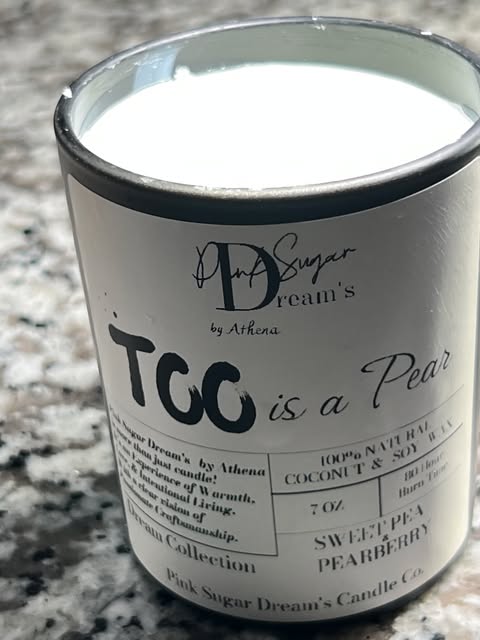 Pink Sugar
Dream's
by Athena
TOO is a Pear
Pink Sugar Dream's by Athena
more than just candle!
Experience of Warmth,
& Intentional Living.
a clear vision of
Craftsmanship.
Dream Collection
100% NATURAL
COCONUT & SOY WAX
7 OZ
80 Hour
Burn Time
SWEETPEA
&
PEARBERRY
Pink Sugar Dream's Candle Co.